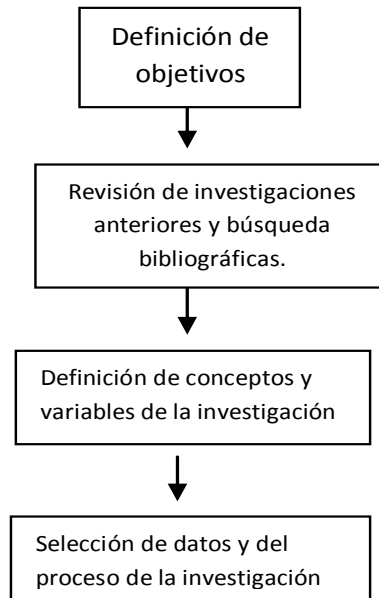 Definición de
objetivos
Revisión de investigaciones
anteriores y búsqueda
bibliográficas.
Definición de conceptos y
variables de la investigación
Selección de datos y del
proceso de la investigación